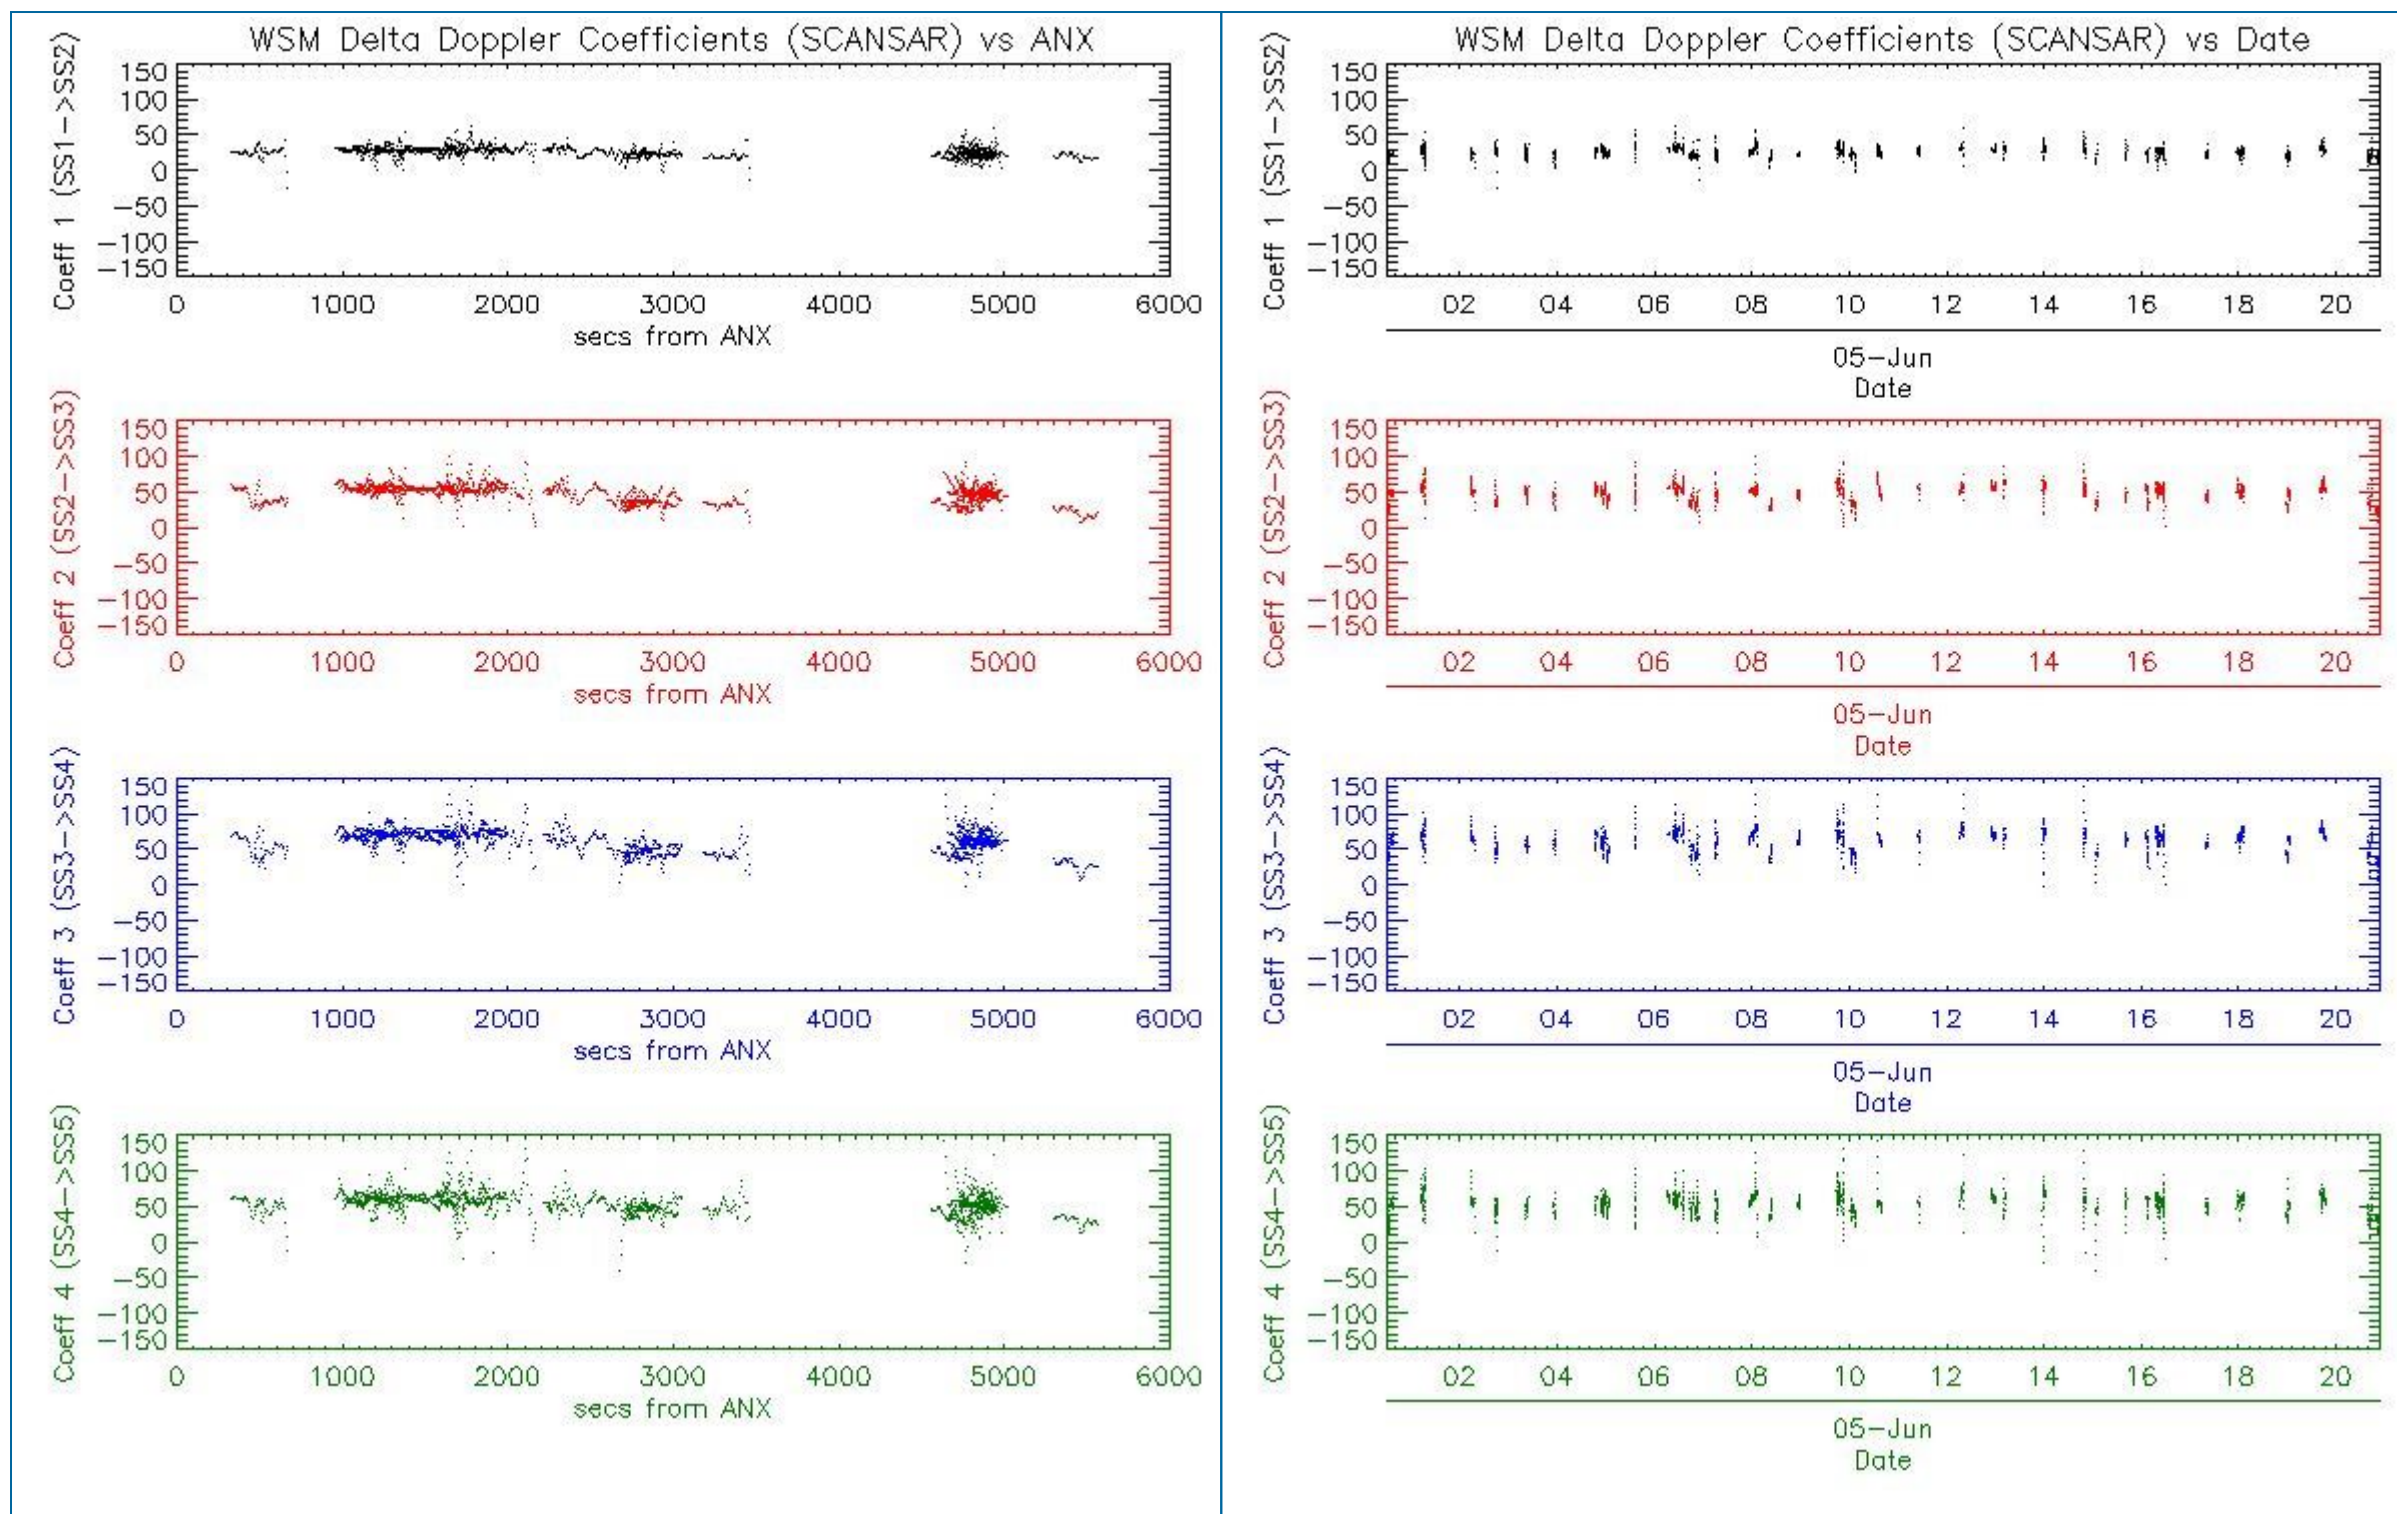 WSM Delta Doppler Coefficients (SCANSAR) vs ANX
Coeff 1 (SS1->SS2)
150
100
50
0
-50
-100
-150
0 1000 2000 3000 4000 5000 6000
secs from ANX
Coeff 2 (SS2->SS3)
150
100
50
0
-50
-100
-150
0 1000 2000 3000 4000 5000 6000
secs from ANX
Coeff 3 (SS3->SS4)
150
100
50
0
-50
-100
-150
0 1000 2000 3000 4000 5000 6000
secs from ANX
Coeff 4 (SS4->SS5)
150
100
50
0
-50
-100
-150
0 1000 2000 3000 4000 5000 6000
secs from ANX
WSM Delta Doppler Coefficients (SCANSAR) vs Date
Coeff 1 (SS1->SS2)
150
100
50
0
-50
-100
-150
02 04 06 08 10 12 14 16 18 20
05-Jun
Date
Coeff 2 (SS2->SS3)
150
100
50
0
-50
-100
-150
02 04 06 08 10 12 14 16 18 20
05-Jun
Date
Coeff 3 (SS3->SS4)
150
100
50
0
-50
-100
-150
02 04 06 08 10 12 14 16 18 20
05-Jun
Date
Coeff 4 (SS4->SS5)
150
100
50
0
-50
-100
-150
02 04 06 08 10 12 14 16 18 20
05-Jun
Date